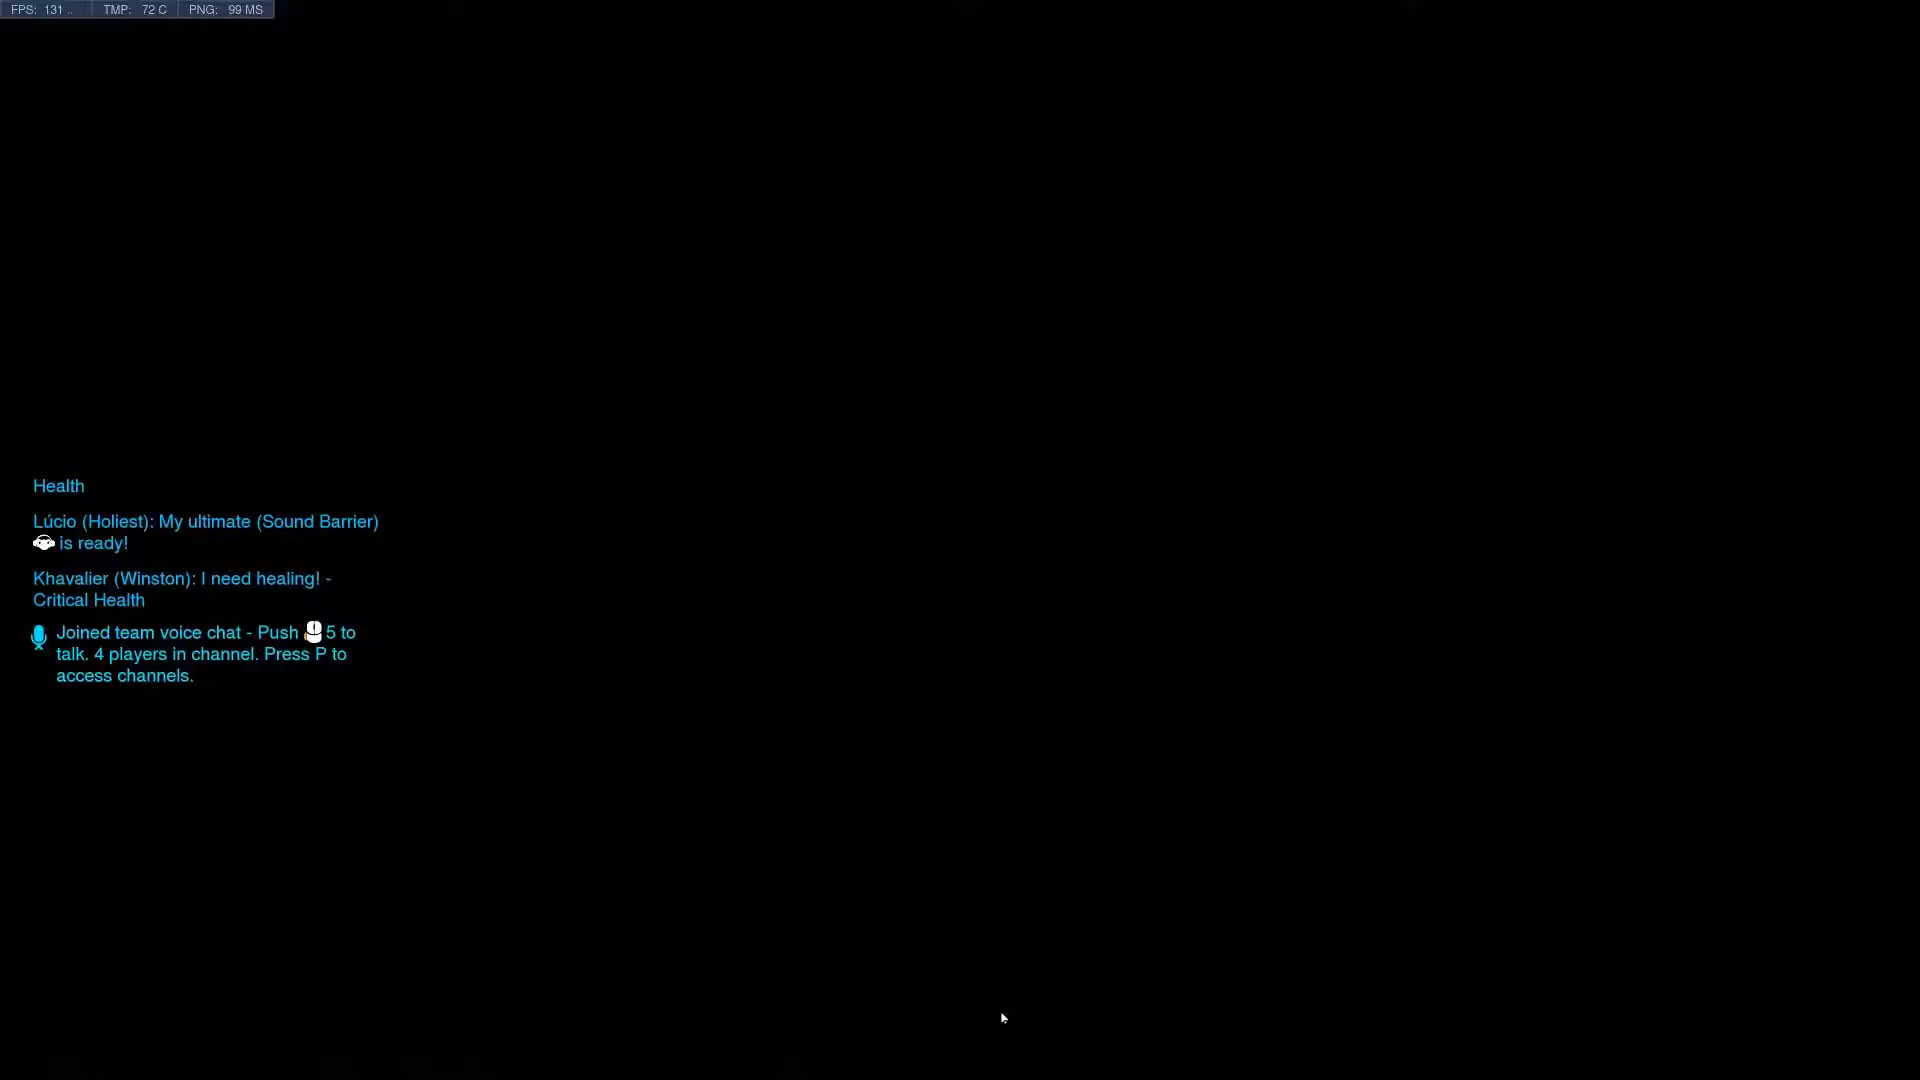 FPS: 131 .. TMP: 72 C PNG: 99 MS
Health
Lúcio (Holiest): My ultimate (Sound Barrier)
is ready!
Khavalier (Winston): I need healing! -
Critical Health
Joined team voice chat - Push 5 to
talk. 4 players in channel. Press P to
access channels.